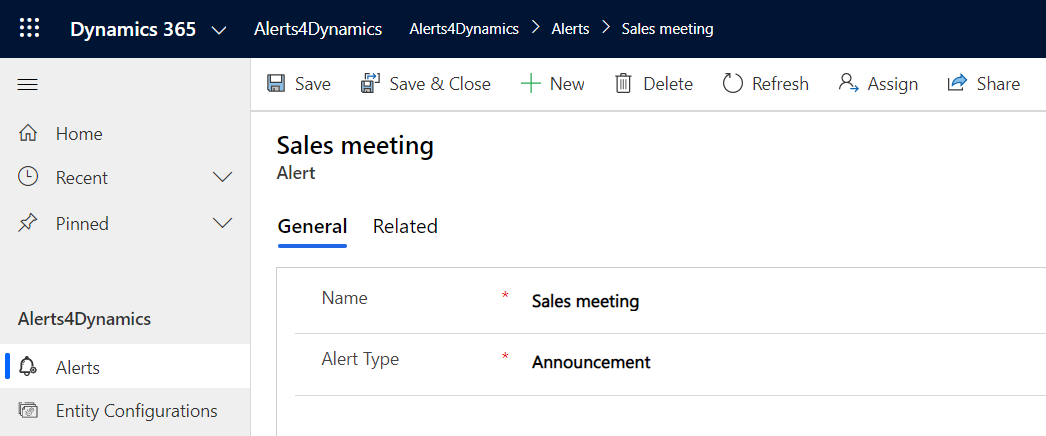 Dynamics 365 Alerts4Dynamics Alerts4Dynamics > Alerts > Sales meeting
Save Save & Close New Delete Refresh Assign Share
Home
Recent
Pinned
Alerts4Dynamics
Alerts
Entity Configurations
Sales meeting
Alert
General Related
Name * Sales meeting
Alert Type * Announcement